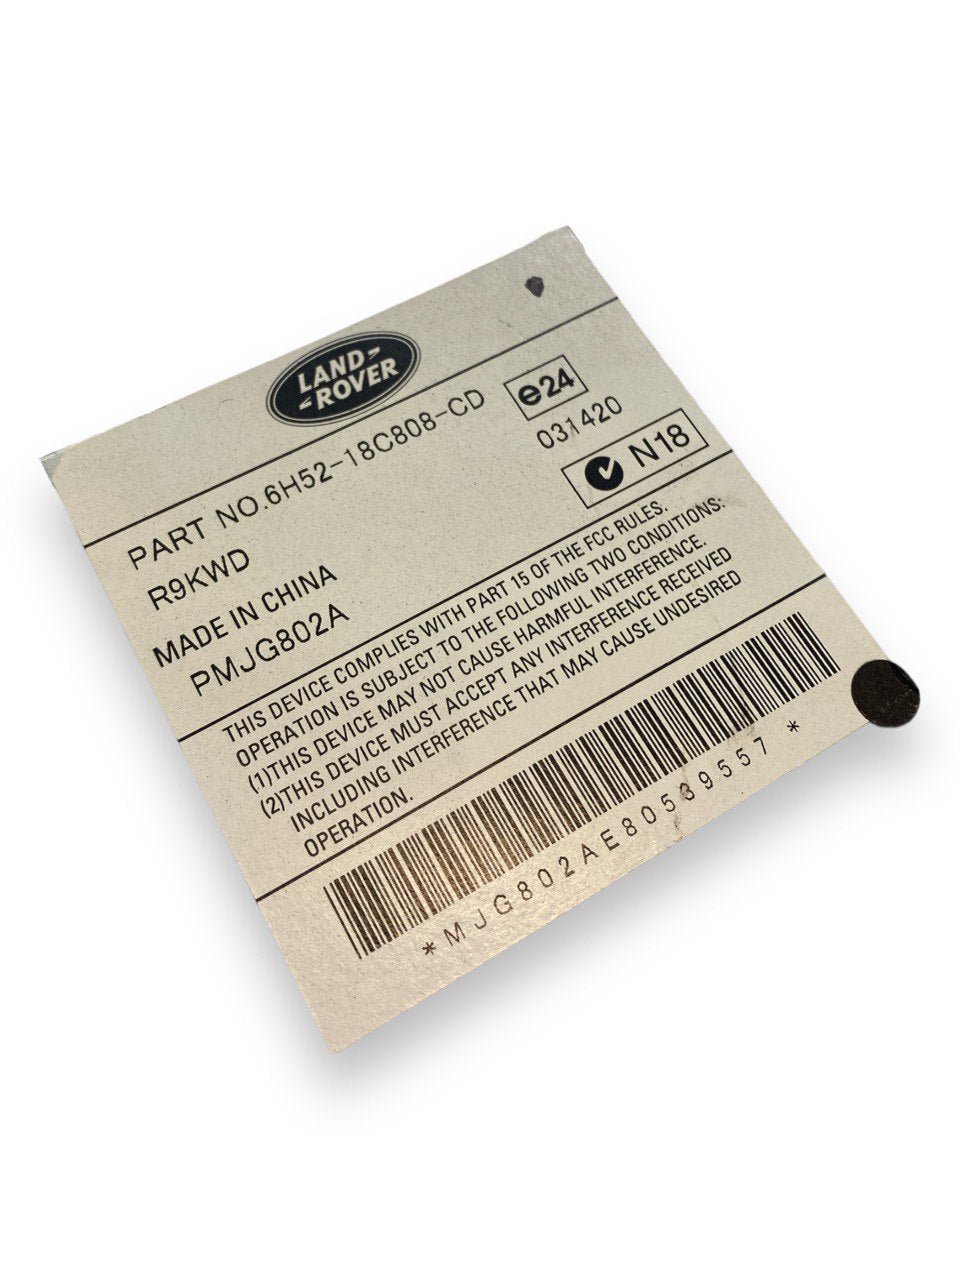 LAND-
-ROVER
PART NO.6H52-18C808-CD
e24
031420
R9KWD
N18
MADE IN CHINA
PMJG802A
THIS DEVICE COMPLIES WITH PART 15 OF THE FCC RULES.
OPERATION IS SUBJECT TO THE FOLLOWING TWO CONDITIONS:
(1)THIS DEVICE MAY NOT CAUSE HARMFUL INTERFERENCE.
(2)THIS DEVICE MUST ACCEPT ANY INTERFERENCE RECEIVED
INCLUDING INTERFERENCE THAT MAY CAUSE UNDESIRED
OPERATION.
*MJG802AE80539557*